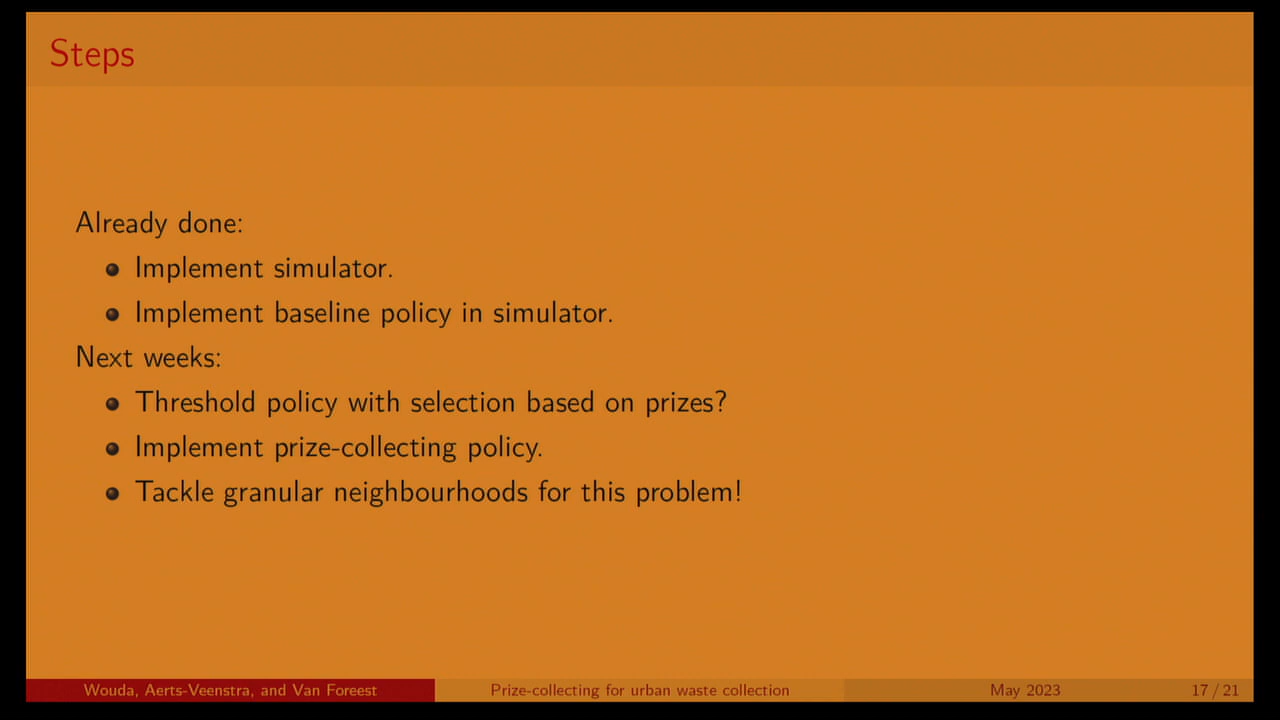 Steps
Already done:
Implement simulator.
Implement baseline policy in simulator.
Next weeks:
Threshold policy with selection based on prizes?
Implement prize-collecting policy.
Tackle granular neighbourhoods for this problem!
Wouda, Aerts-Veenstra, and Van Foreest Prize-collecting for urban waste collection May 2023 17 / 21